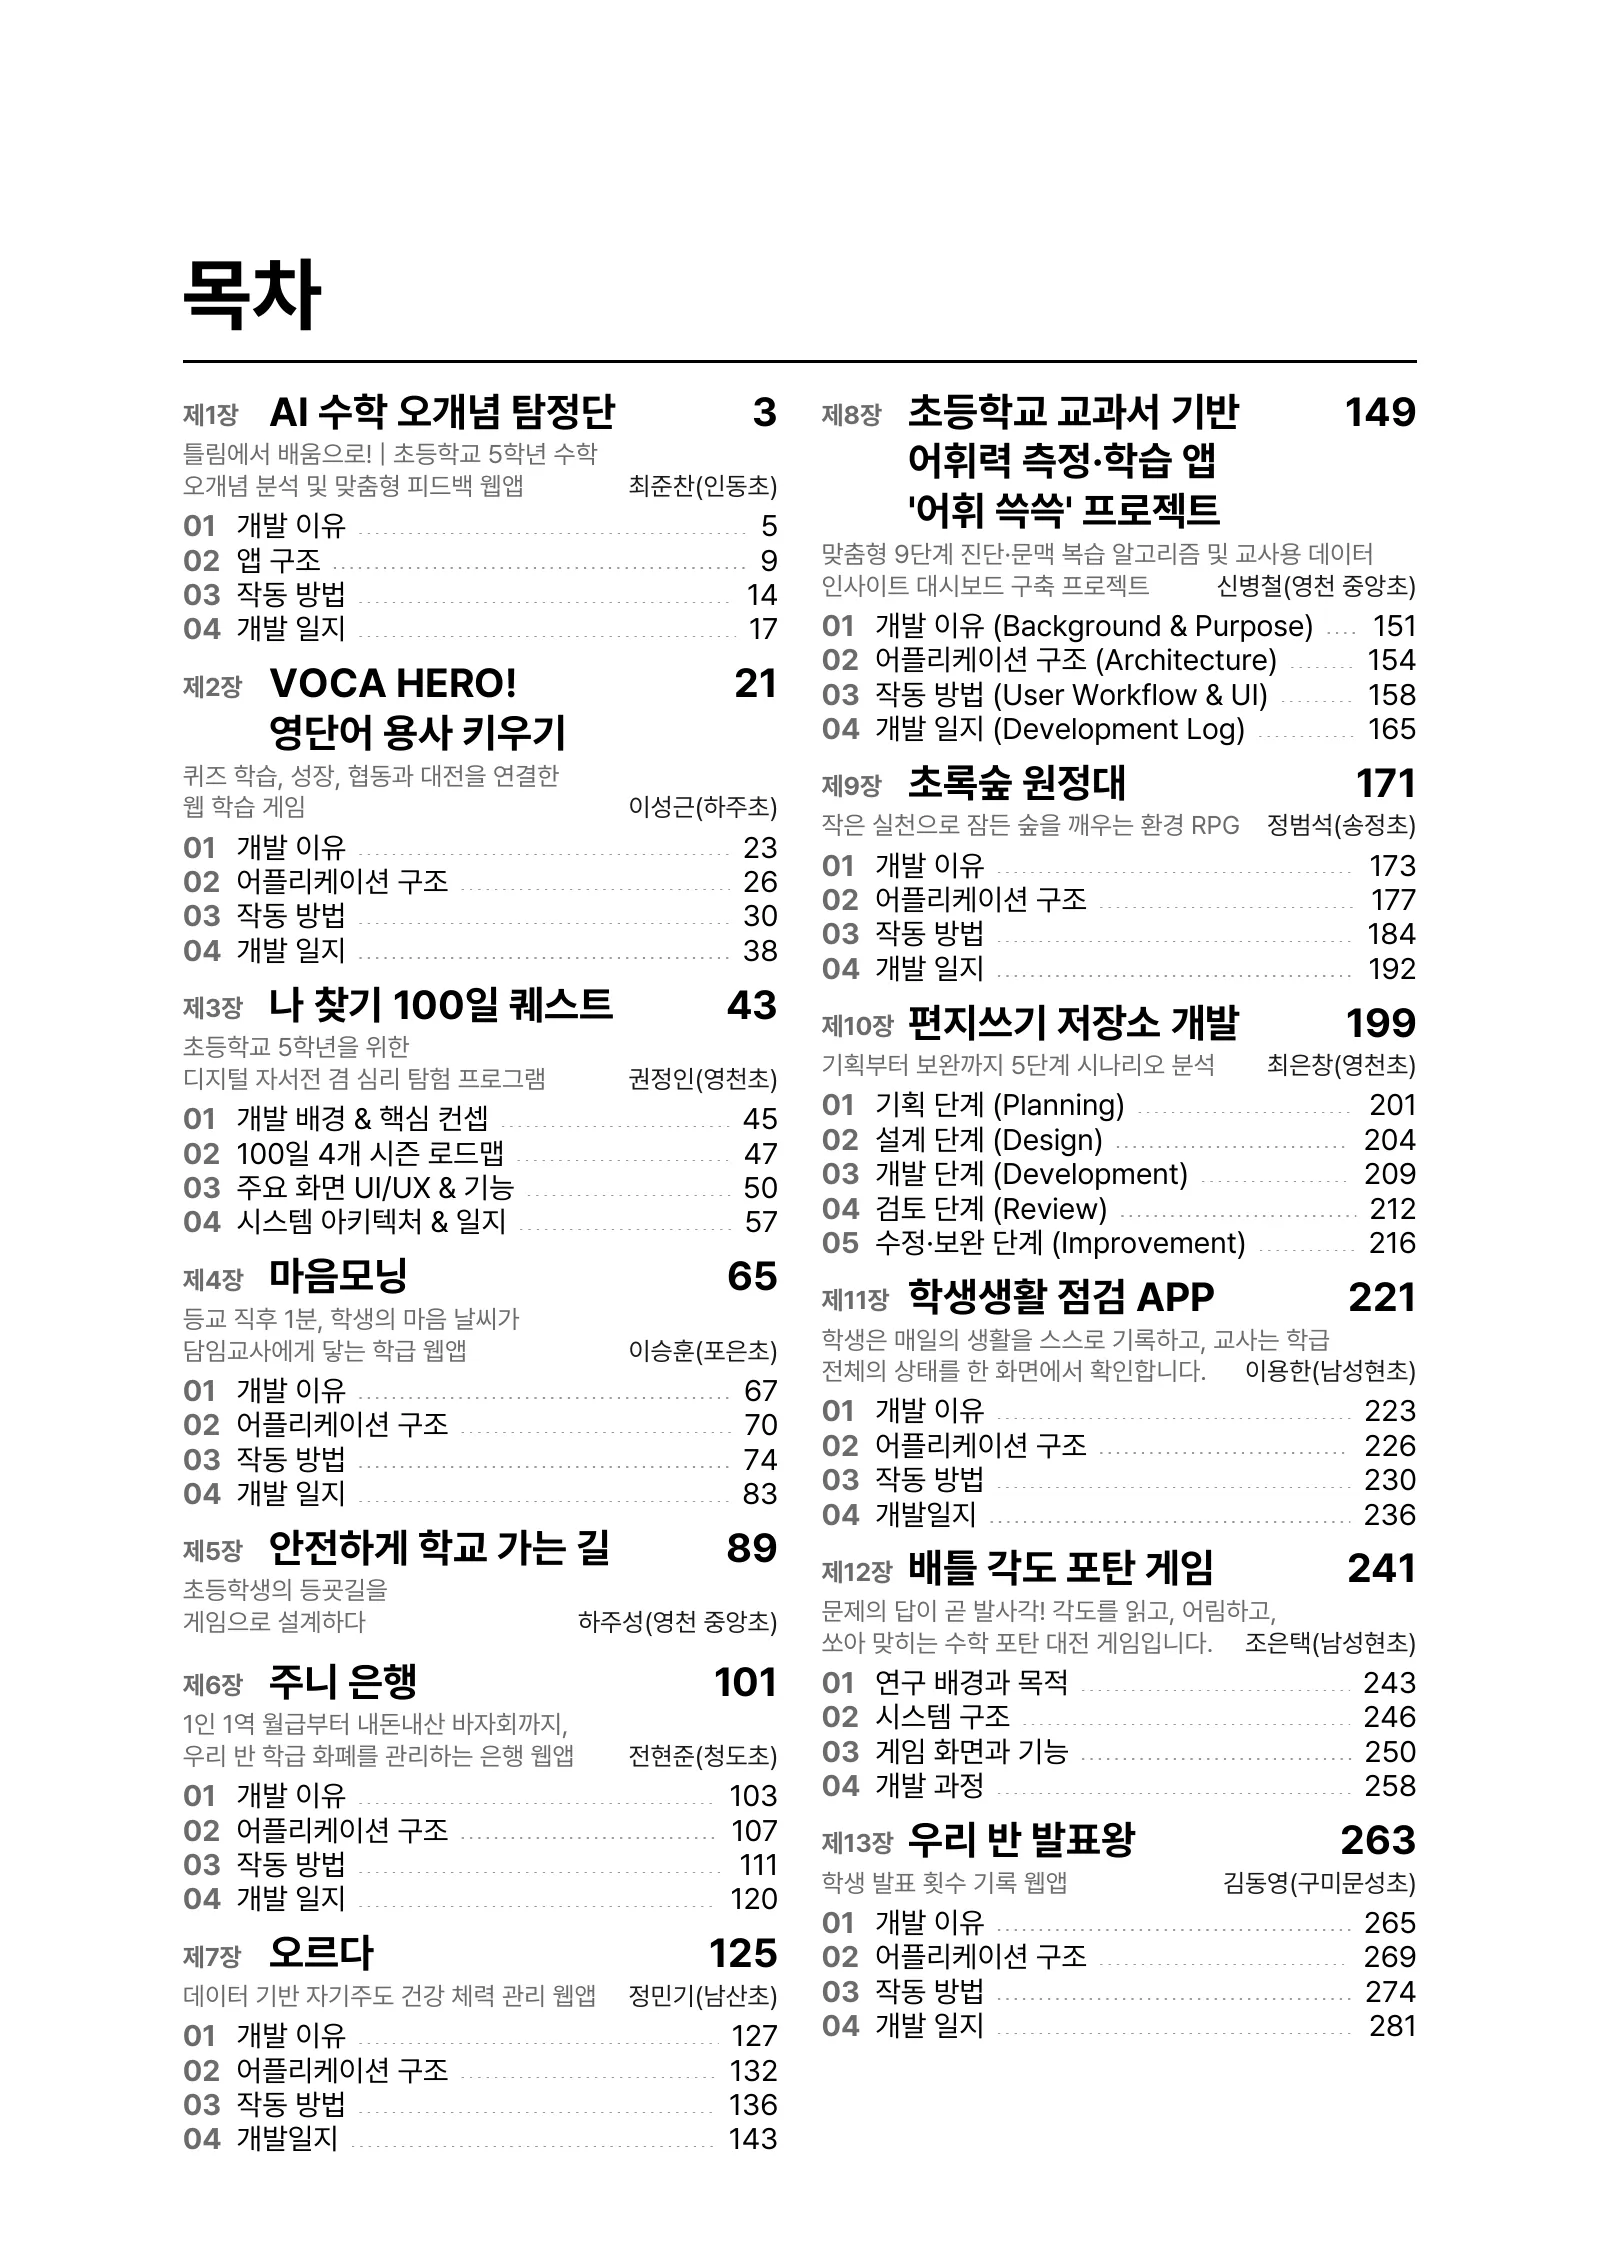 목차
제1장 AI 수학 오개념 탐정단 3
틀림에서 배움으로! | 초등학교 5학년 수학
오개념 분석 및 맞춤형 피드백 웹앱 최준찬(인동초)
01 개발 이유 5
02 앱 구조 9
03 작동 방법 14
04 개발 일지 17
제2장 VOCA HERO! 21
영단어 용사 키우기
퀴즈 학습, 성장, 협동과 대전을 연결한
웹 학습 게임 이성근(하주초)
01 개발 이유 23
02 어플리케이션 구조 26
03 작동 방법 30
04 개발 일지 38
제3장 나 찾기 100일 퀘스트 43
초등학교 5학년을 위한
디지털 자서전 겸 심리 탐험 프로그램 권정인(영천초)
01 개발 배경 & 핵심 컨셉 45
02 100일 4개 시즌 로드맵 47
03 주요 화면 UI/UX & 기능 50
04 시스템 아키텍처 & 일지 57
제4장 마음모닝 65
등교 직후 1분, 학생의 마음 날씨가
담임교사에게 닿는 학급 웹앱 이승훈(포은초)
01 개발 이유 67
02 어플리케이션 구조 70
03 작동 방법 74
04 개발 일지 83
제5장 안전하게 학교 가는 길 89
초등학생의 등굣길을
게임으로 설계하다 하주성(영천 중앙초)
제6장 주니 은행 101
1인 1역 월급부터 내돈내산 바자회까지,
우리 반 학급 화폐를 관리하는 은행 웹앱 전현준(청도초)
01 개발 이유 103
02 어플리케이션 구조 107
03 작동 방법 111
04 개발 일지 120
제7장 오르다 125
데이터 기반 자기주도 건강 체력 관리 웹앱 정민기(남산초)
01 개발 이유 127
02 어플리케이션 구조 132
03 작동 방법 136
04 개발일지 143
제8장 초등학교 교과서 기반 149
어휘력 측정·학습 앱
'어휘 쓱쓱' 프로젝트
맞춤형 9단계 진단·문맥 복습 알고리즘 및 교사용 데이터
인사이트 대시보드 구축 프로젝트 신병철(영천 중앙초)
01 개발 이유 (Background & Purpose) 151
02 어플리케이션 구조 (Architecture) 154
03 작동 방법 (User Workflow & UI) 158
04 개발 일지 (Development Log) 165
제9장 초록숲 원정대 171
작은 실천으로 잠든 숲을 깨우는 환경 RPG 정범석(송정초)
01 개발 이유 173
02 어플리케이션 구조 177
03 작동 방법 184
04 개발 일지 192
제10장 편지쓰기 저장소 개발 199
기획부터 보완까지 5단계 시나리오 분석 최은창(영천초)
01 기획 단계 (Planning) 201
02 설계 단계 (Design) 204
03 개발 단계 (Development) 209
04 검토 단계 (Review) 212
05 수정·보완 단계 (Improvement) 216
제11장 학생생활 점검 APP 221
학생은 매일의 생활을 스스로 기록하고, 교사는 학급
전체의 상태를 한 화면에서 확인합니다. 이용한(남성현초)
01 개발 이유 223
02 어플리케이션 구조 226
03 작동 방법 230
04 개발일지 236
제12장 배틀 각도 포탄 게임 241
문제의 답이 곧 발사각! 각도를 읽고, 어림하고,
쏘아 맞히는 수학 포탄 대전 게임입니다. 조은택(남성현초)
01 연구 배경과 목적 243
02 시스템 구조 246
03 게임 화면과 기능 250
04 개발 과정 258
제13장 우리 반 발표왕 263
학생 발표 횟수 기록 웹앱 김동영(구미문성초)
01 개발 이유 265
02 어플리케이션 구조 269
03 작동 방법 274
04 개발 일지 281